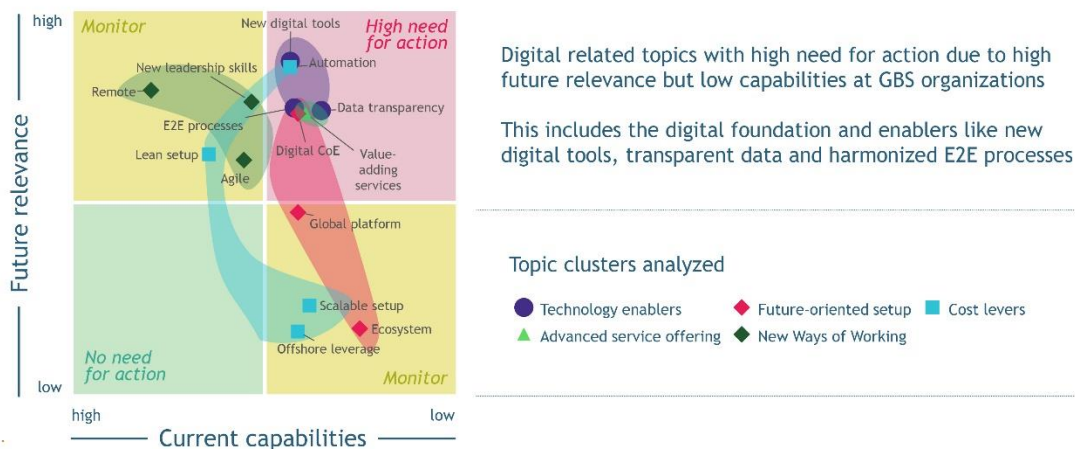 high
Monitor
New digital tools
High need
for action
New leadership skills
Automation
Remote
Data transparency
E2E processes
Digital CoE
Lean setup
Value-
adding
services
Agile
Global platform
Scalable setup
Ecosystem
Offshore leverage
No need
for action
Monitor
low
Future relevance
high
low
Current capabilities
Digital related topics with high need for action due to high
future relevance but low capabilities at GBS organizations
This includes the digital foundation and enablers like new
digital tools, transparent data and harmonized E2E processes
Topic clusters analyzed
Technology enablers
Future-oriented setup
Cost levers
Advanced service offering
New Ways of Working